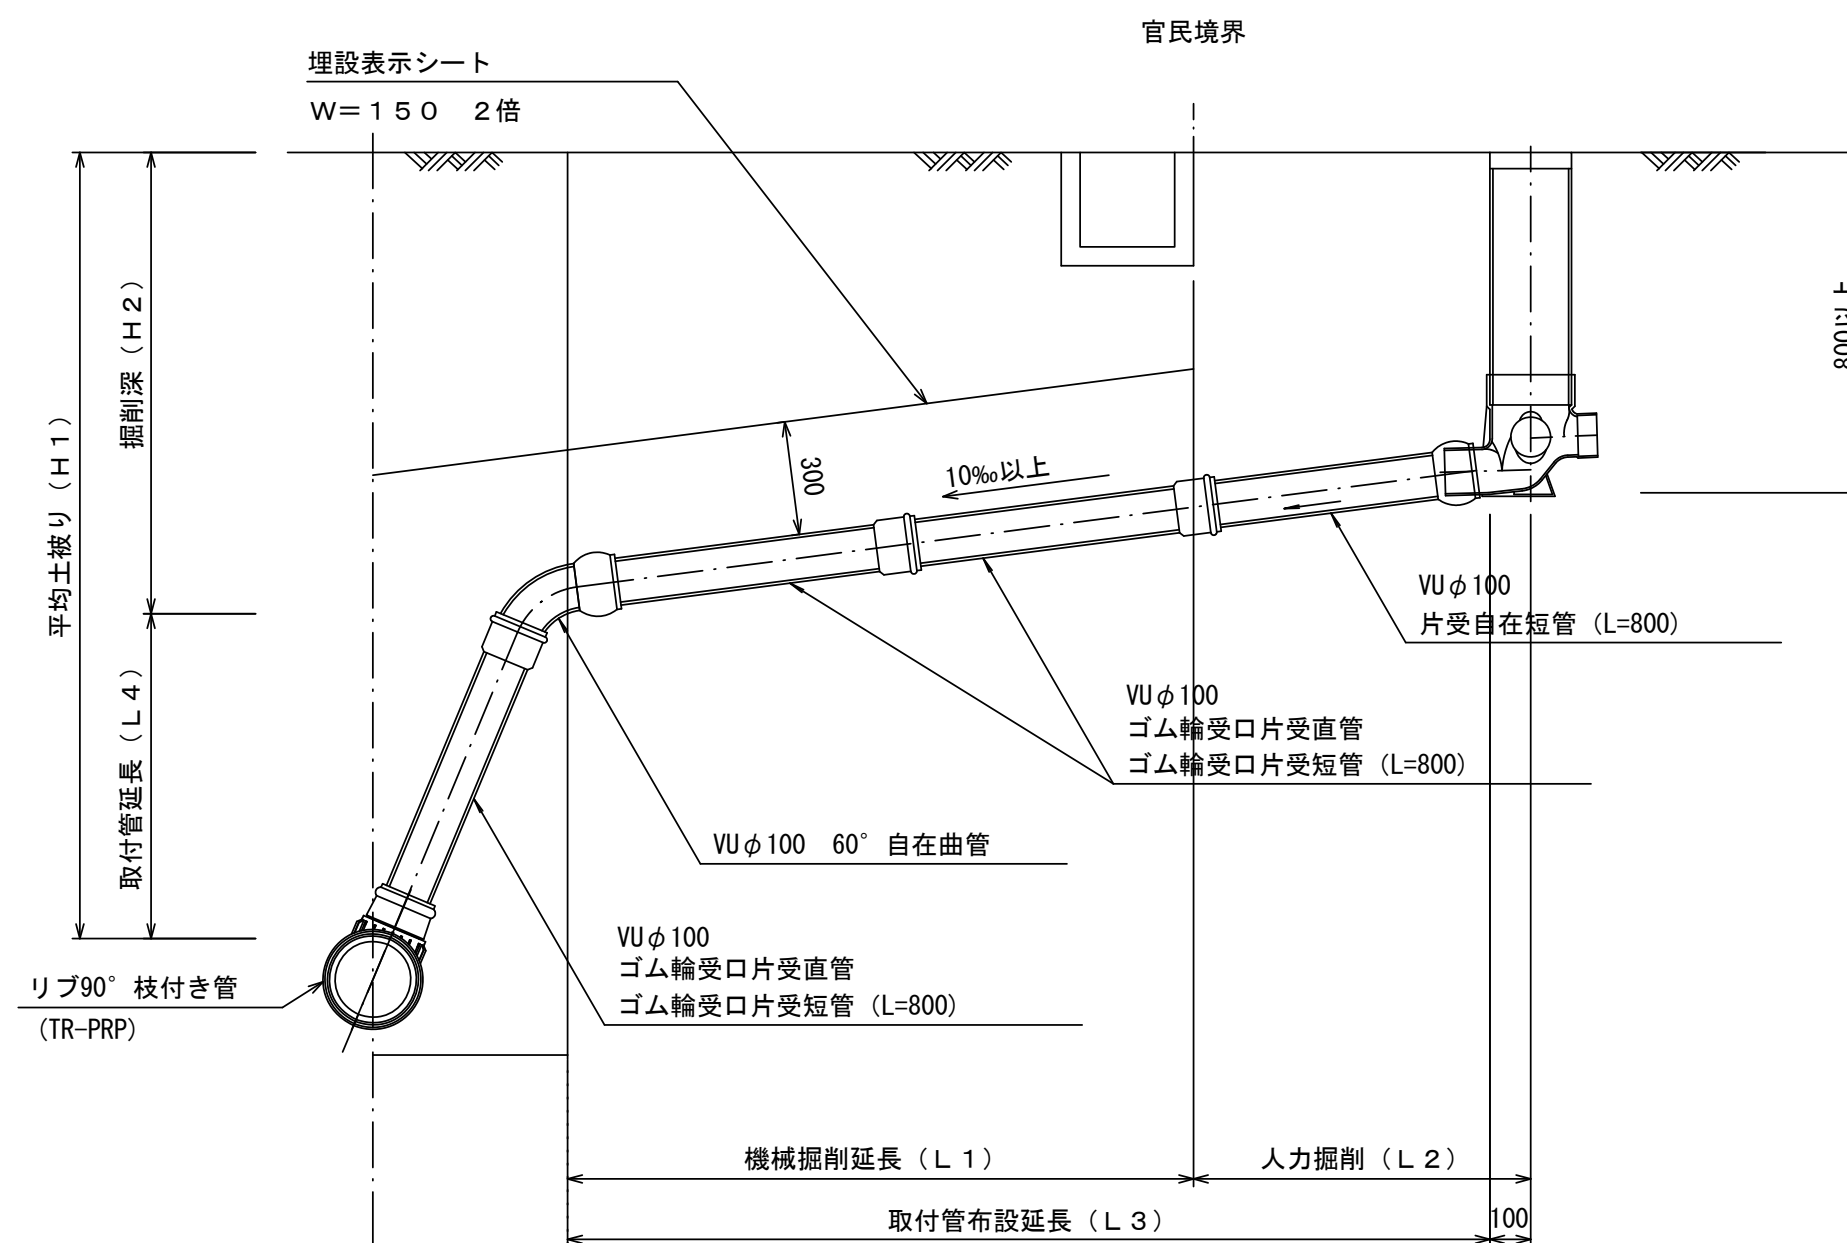 官民境界
埋設表示シート
W=150　2倍
掘削深（H2）
平均土被り（H1）
取付管延長（L4）
800以上
300
10‰以上
VUφ100
片受自在短管（L=800）
VUφ100
ゴム輪受口片受直管
ゴム輪受口片受短管（L=800）
VUφ100　60°自在曲管
VUφ100
ゴム輪受口片受直管
ゴム輪受口片受短管（L=800）
リブ90°枝付き管
（TR-PRP）
機械掘削延長（L1）
人力掘削（L2）
取付管布設延長（L3）
100